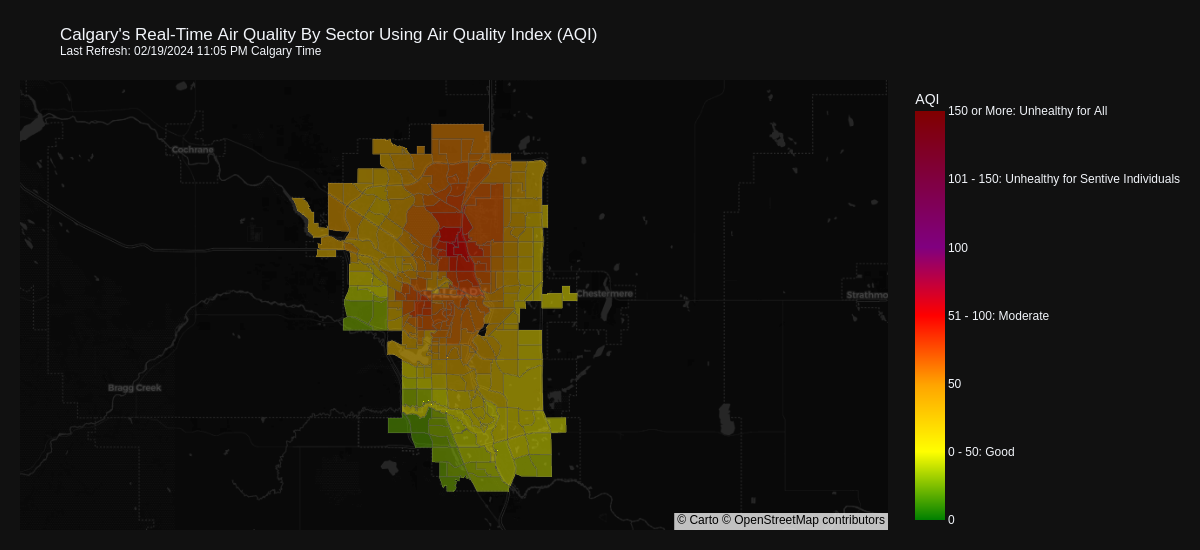 Calgary's Real-Time Air Quality By Sector Using Air Quality Index (AQI)
Last Refresh: 02/19/2024 11:05 PM Calgary Time
AQI
150 or More: Unhealthy for All
Cochrane
101 - 150: Unhealthy for Sentive Individuals
100
CALGARY
Chestermere
Strathmo
51 - 100: Moderate
50
Bragg Creek
0 - 50: Good
0
© Carto © OpenStreetMap contributors